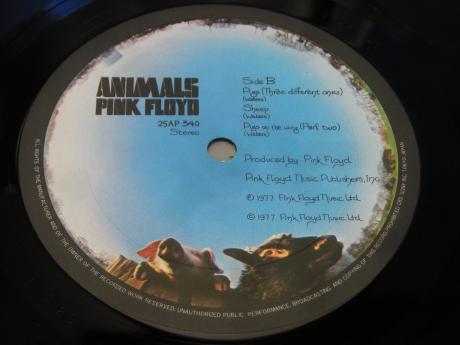 ANIMALS
PINK FLOYD
25AP 340
Stereo
Side B
Pigs (Three different ones)
(Waters)
Sheep
(Waters)
Pigs on the wing (Part two)
(Waters)
Produced by Pink Floyd
Pink Floyd Music Publishers, Inc
© 1977 Pink Floyd Music Ltd.
℗ 1977 Pink Floyd Music Ltd.
ALL RIGHTS OF THE MANUFACTURER AND OF THE OWNER OF THE RECORDED WORK RESERVED. UNAUTHORIZED PUBLIC PERFORMANCE, BROADCASTING AND COPYING OF THE RECORD PROHIBITED